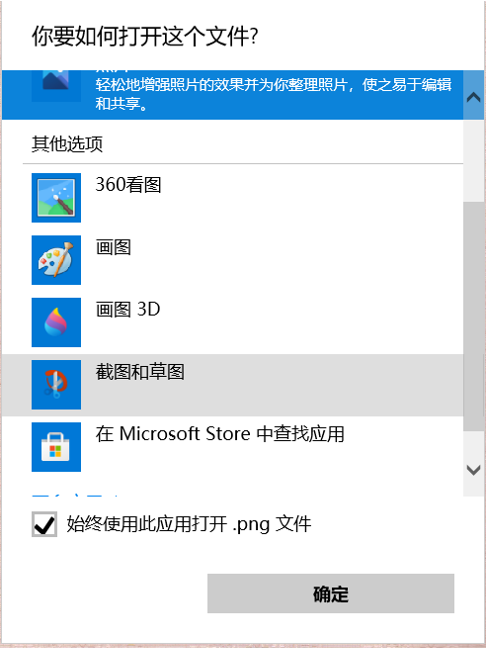 你要如何打开这个文件?
轻松地增强照片的效果并为你整理照片，使之易于编辑
和共享。
其他选项
360看图
画图
画图 3D
截图和草图
在 Microsoft Store 中查找应用
始终使用此应用打开 .png 文件
确定